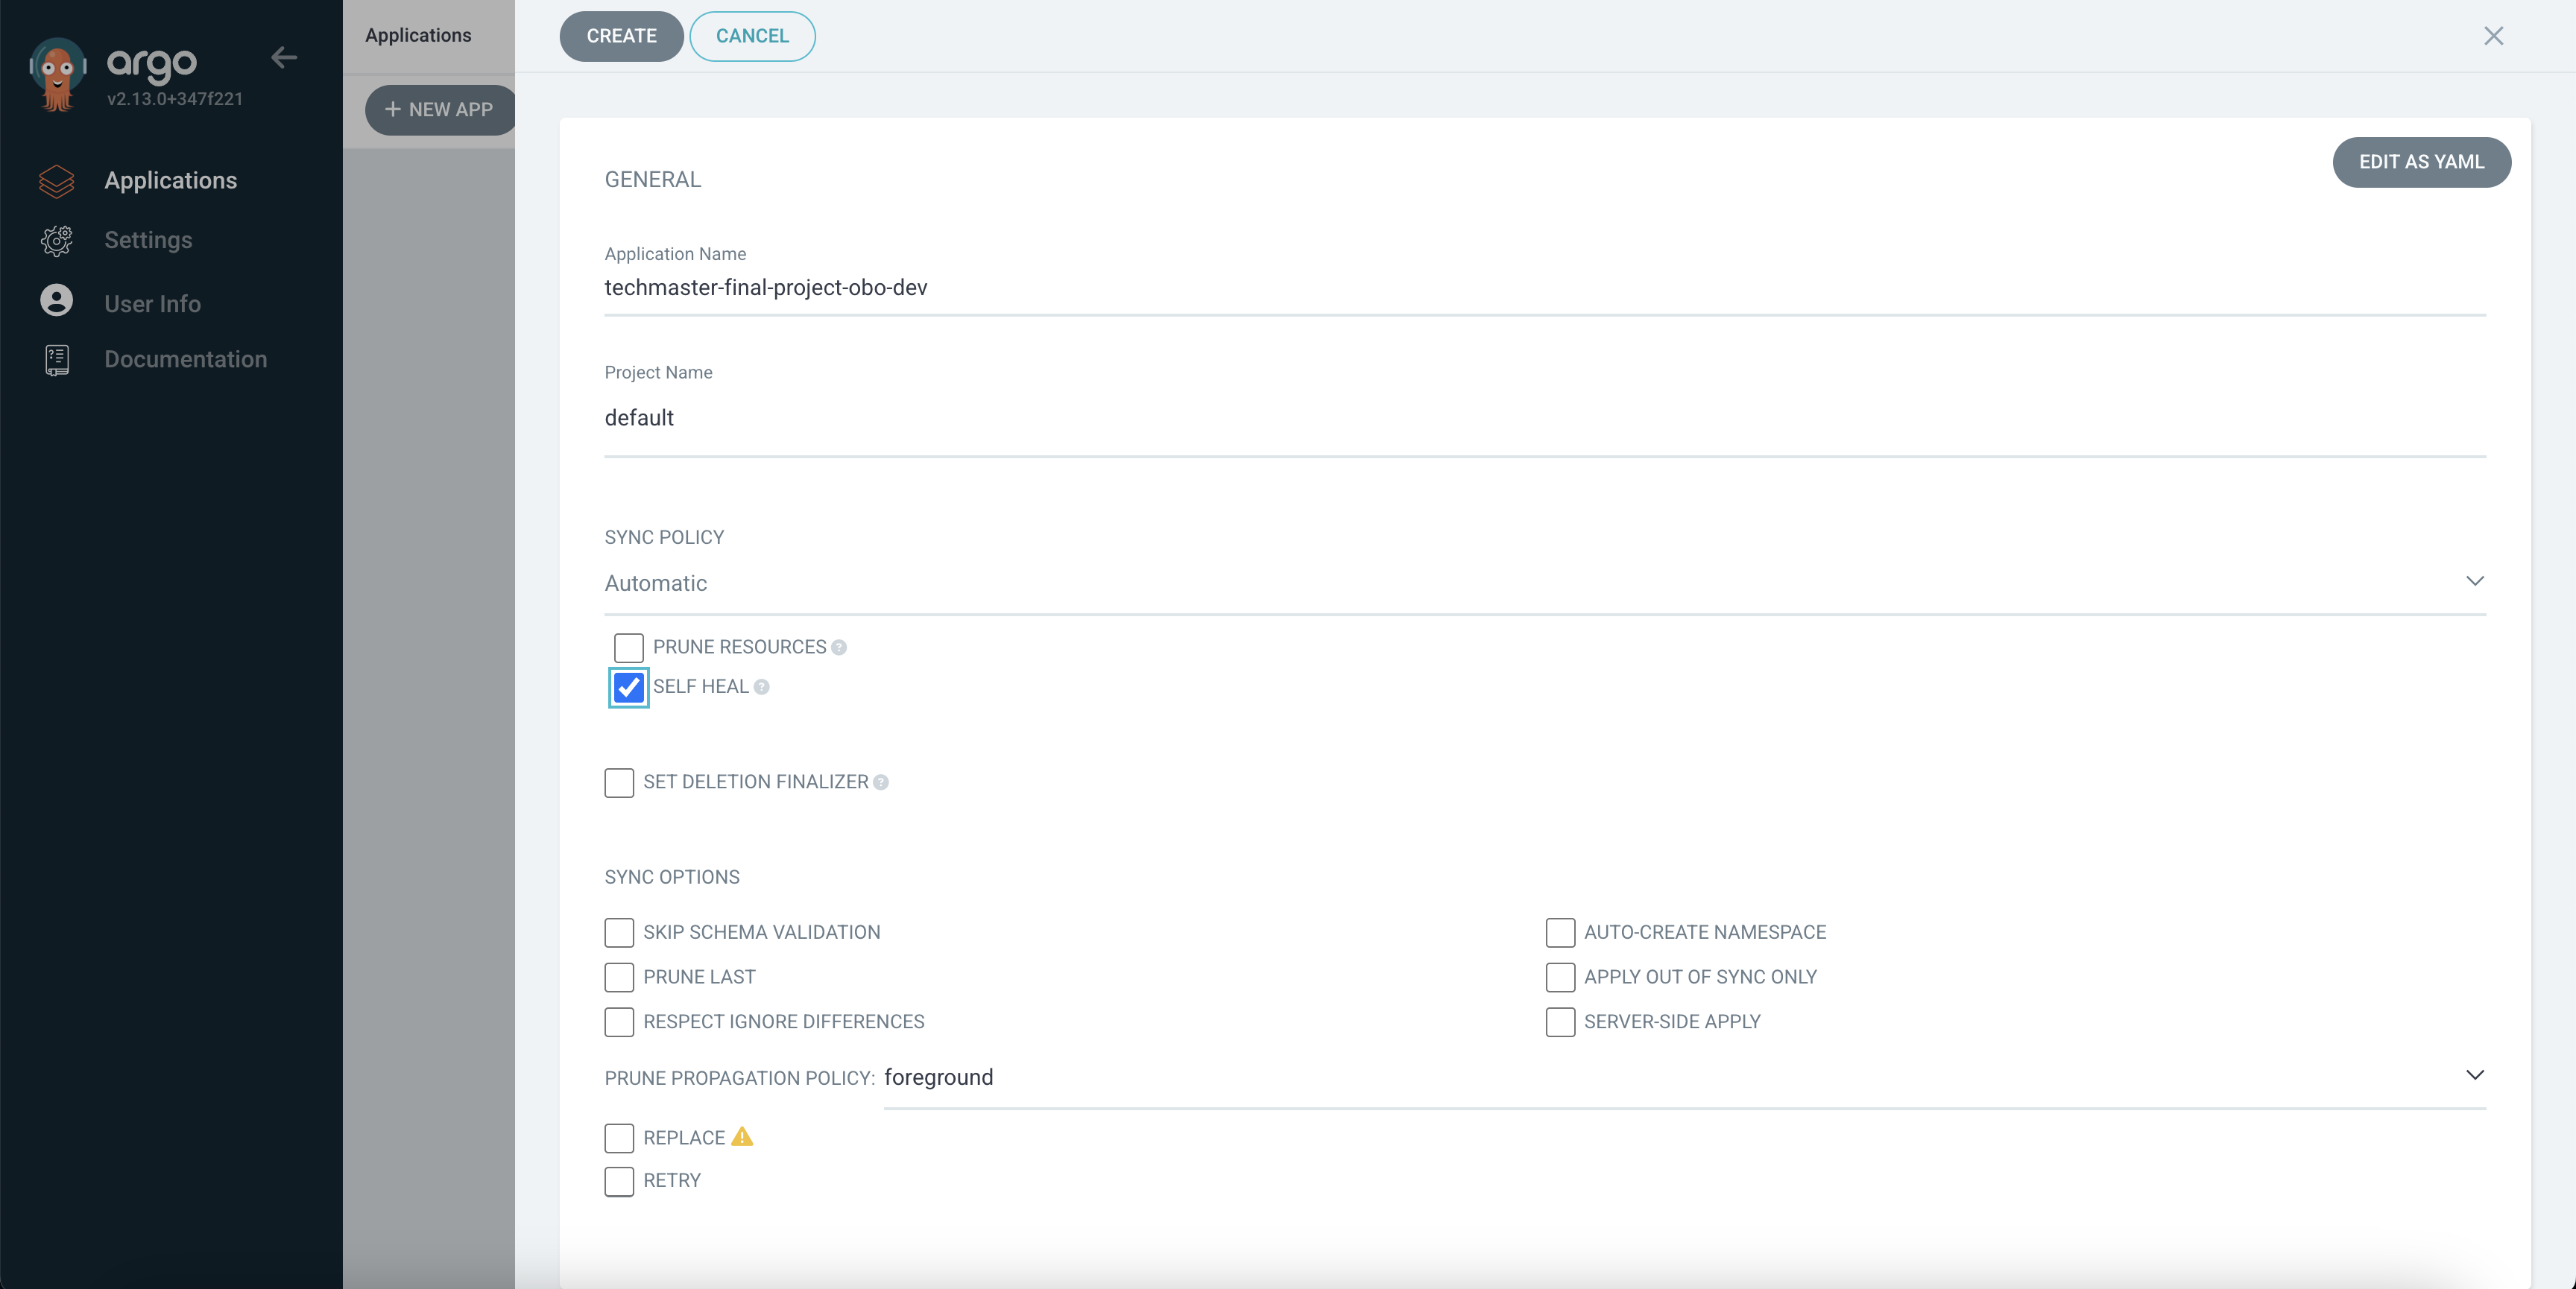 argo
v2.13.0+347f221
Applications
Settings
User Info
Documentation
Applications
+ NEW APP
CREATE
CANCEL
EDIT AS YAML
GENERAL
Application Name
techmaster-final-project-obo-dev
Project Name
default
SYNC POLICY
Automatic
PRUNE RESOURCES ?
SELF HEAL ?
SET DELETION FINALIZER ?
SYNC OPTIONS
SKIP SCHEMA VALIDATION
AUTO-CREATE NAMESPACE
PRUNE LAST
APPLY OUT OF SYNC ONLY
RESPECT IGNORE DIFFERENCES
SERVER-SIDE APPLY
PRUNE PROPAGATION POLICY: foreground
REPLACE
RETRY